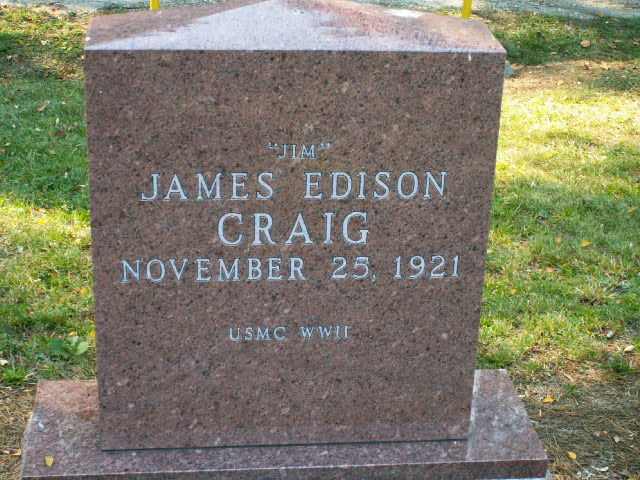 "JIM"
JAMES EDISON
CRAIG
NOVEMBER 25, 1921
USMC WWII